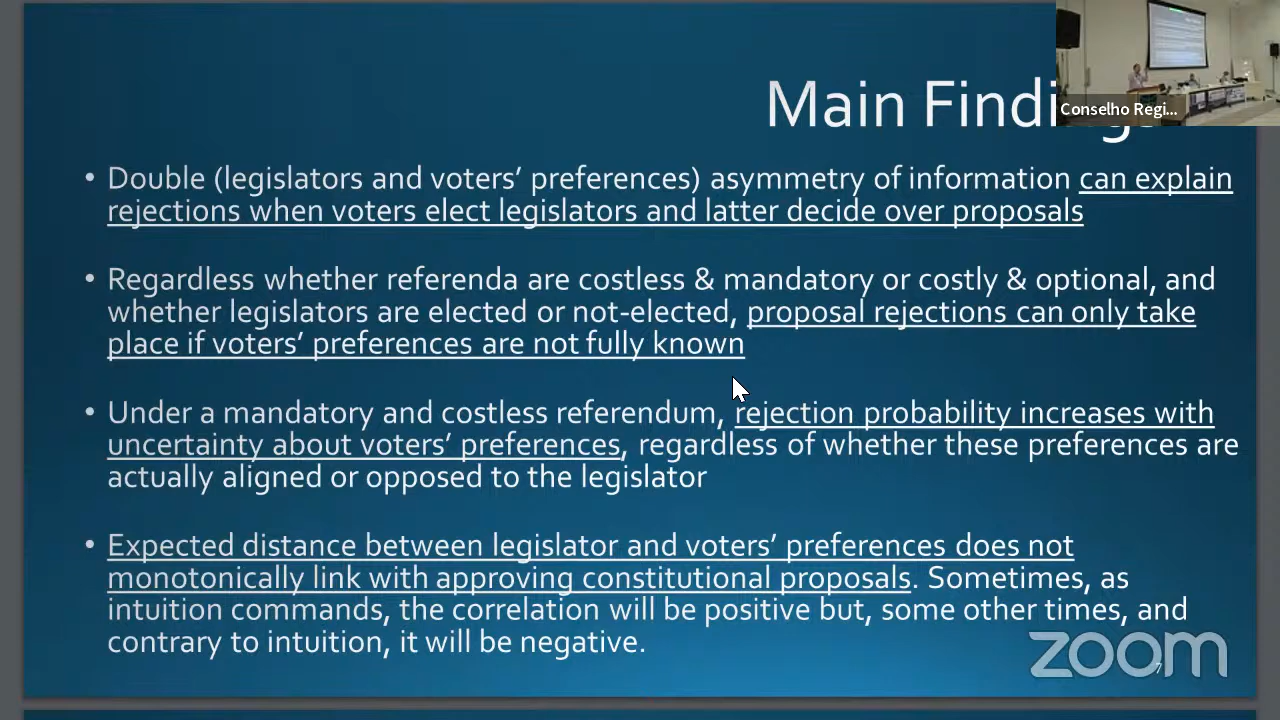 Main Findings
Conselho Regi...
• Double (legislators and voters' preferences) asymmetry of information can explain
rejections when voters elect legislators and latter decide over proposals
• Regardless whether referenda are costless & mandatory or costly & optional, and
whether legislators are elected or not-elected, proposal rejections can only take
place if voters' preferences are not fully known
• Under a mandatory and costless referendum, rejection probability increases with
uncertainty about voters' preferences, regardless of whether these preferences are
actually aligned or opposed to the legislator
• Expected distance between legislator and voters' preferences does not
monotonically link with approving constitutional proposals. Sometimes, as
intuition commands, the correlation will be positive but, some other times, and
contrary to intuition, it will be negative.
zoom
7